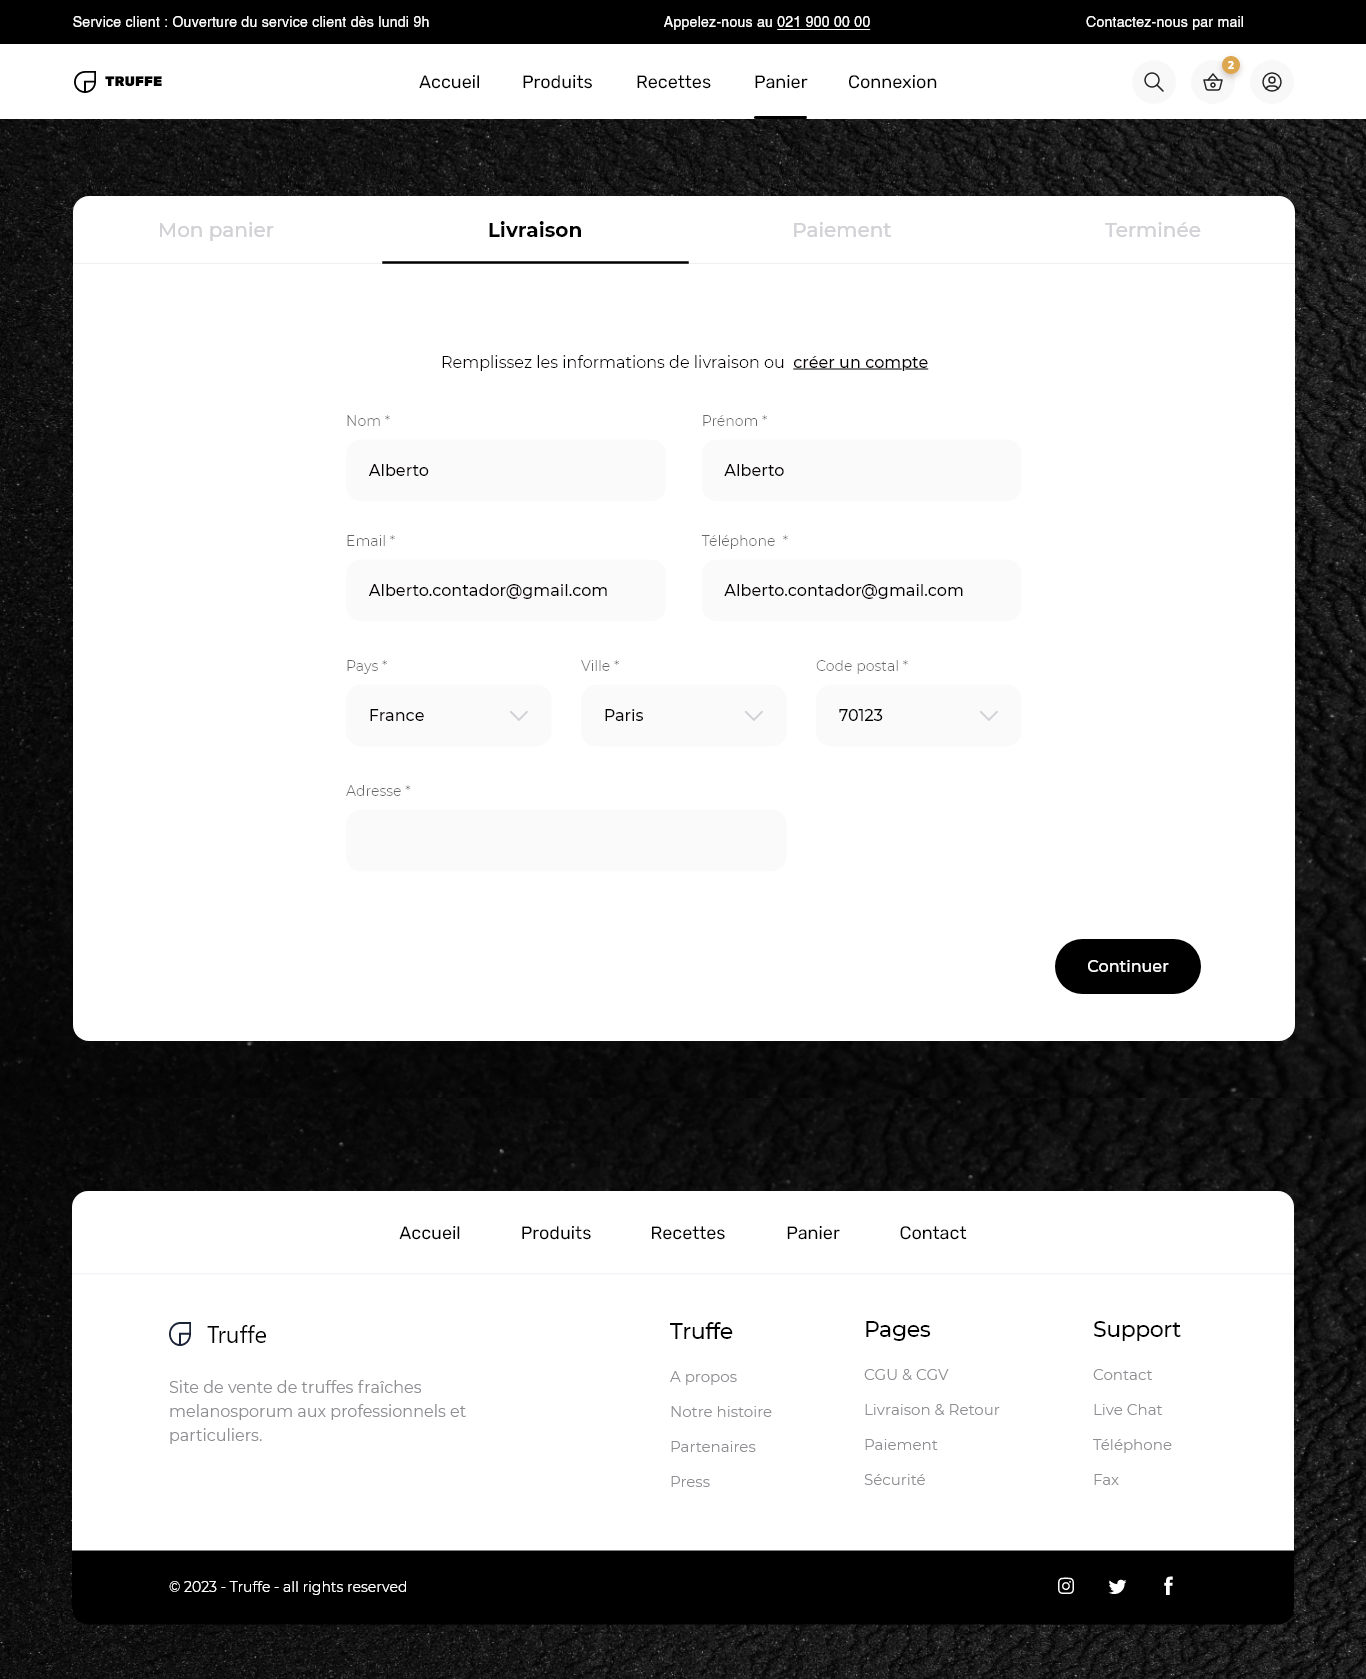 Service client : Ouverture du service client dès lundi 9h
Appelez-nous au 021 900 00 00
Contactez-nous par mail
TRUFFE
Accueil
Produits
Recettes
Panier
Connexion
2
Mon panier
Livraison
Paiement
Terminée
Remplissez les informations de livraison ou créer un compte
Nom *
Prénom *
Alberto
Alberto
Email *
Téléphone *
Alberto.contador@gmail.com
Alberto.contador@gmail.com
Pays *
Ville *
Code postal *
France
Paris
70123
Adresse *
Continuer
Accueil
Produits
Recettes
Panier
Contact
Truffe
Site de vente de truffes fraîches
melanosporum aux professionnels et
particuliers.
Truffe
A propos
Notre histoire
Partenaires
Press
Pages
CGU & CGV
Livraison & Retour
Paiement
Sécurité
Support
Contact
Live Chat
Téléphone
Fax
© 2023 - Truffe - all rights reserved